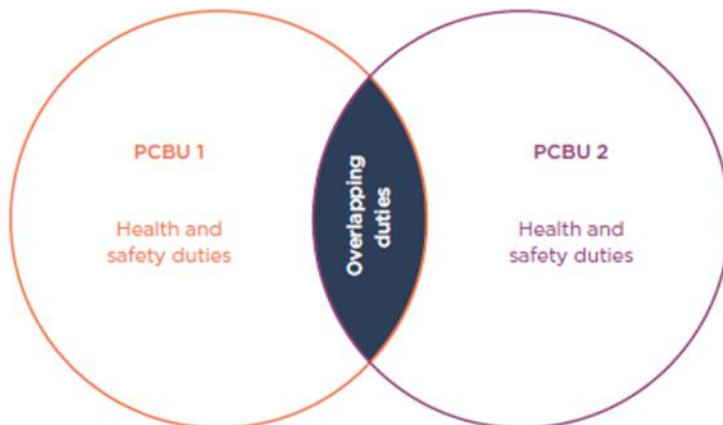 PCBU 1
Health and
safety duties
Overlapping
duties
PCBU 2
Health and
safety duties